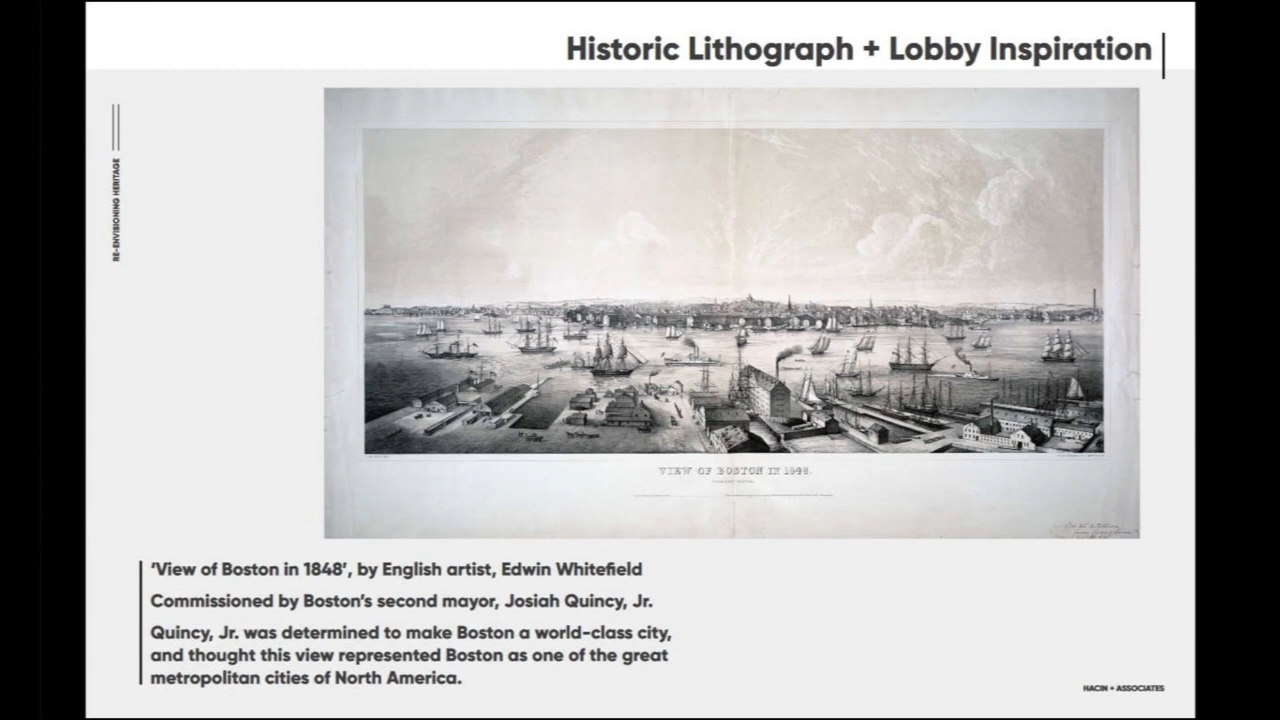 Historic Lithograph + Lobby Inspiration
RE-ENVISIONING HERITAGE
VIEW OF BOSTON IN 1848.
'View of Boston in 1848', by English artist, Edwin Whitefield
Commissioned by Boston's second mayor, Josiah Quincy, Jr.
Quincy, Jr. was determined to make Boston a world-class city,
and thought this view represented Boston as one of the great
metropolitan cities of North America.
HACIN + ASSOCIATES